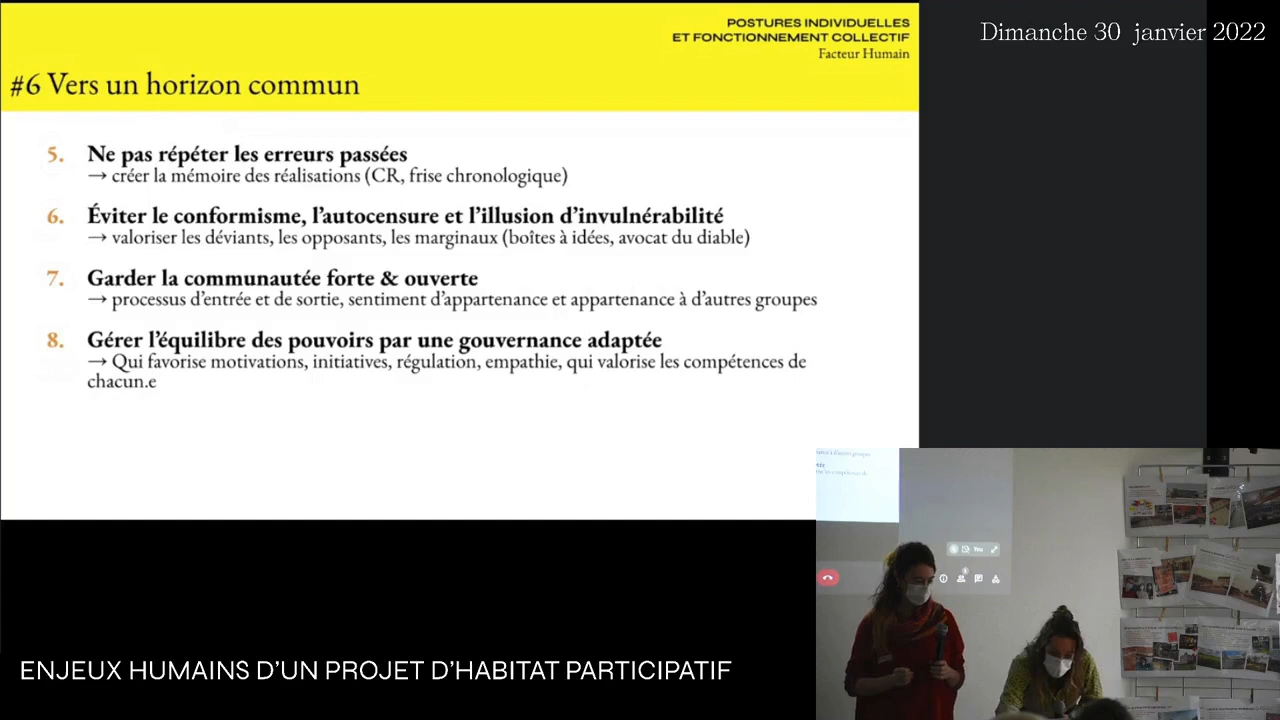 POSTURES INDIVIDUELLES
ET FONCTIONNEMENT COLLECTIF
Facteur Humain
Dimanche 30 janvier 2022
#6 Vers un horizon commun
5. Ne pas répéter les erreurs passées
→ créer la mémoire des réalisations (CR, frise chronologique)
6. Éviter le conformisme, l’autocensure et l’illusion d’invulnérabilité
→ valoriser les déviants, les opposants, les marginaux (boîtes à idées, avocat du diable)
7. Garder la communautée forte & ouverte
→ processus d’entrée et de sortie, sentiment d’appartenance et appartenance à d’autres groupes
8. Gérer l’équilibre des pouvoirs par une gouvernance adaptée
→ Qui favorise motivations, initiatives, régulation, empathie, qui valorise les compétences de
chacun.e
You
ENJEUX HUMAINS D’UN PROJET D’HABITAT PARTICIPATIF